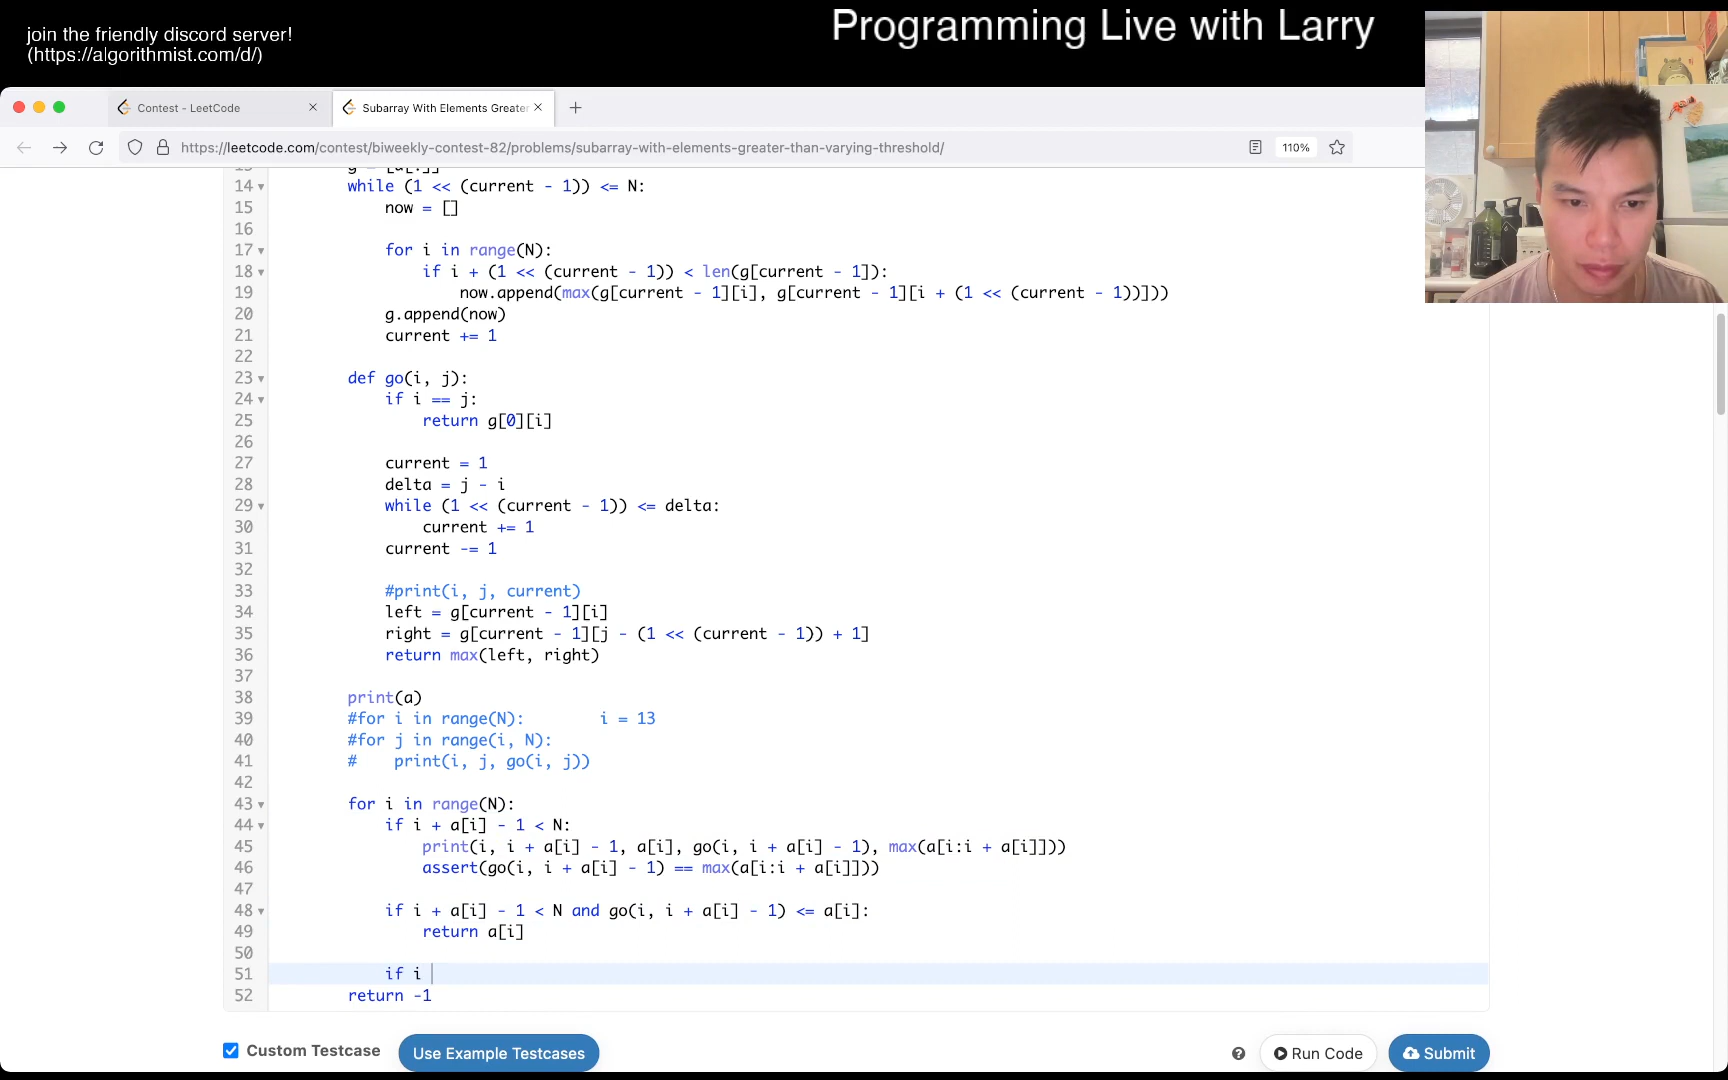 join the friendly discord server!
(https://algorithmist.com/d/)
Programming Live with Larry
Contest - LeetCode
Subarray With Elements Greater
https://leetcode.com/contest/biweekly-contest-82/problems/subarray-with-elements-greater-than-varying-threshold/
110%
14 while (1 << (current - 1)) <= N:
15 now = []
16
17 for i in range(N):
18 if i + (1 << (current - 1)) < len(g[current - 1]):
19 now.append(max(g[current - 1][i], g[current - 1][i + (1 << (current - 1))]))
20 g.append(now)
21 current += 1
22
23 def go(i, j):
24 if i == j:
25 return g[0][i]
26
27 current = 1
28 delta = j - i
29 while (1 << (current - 1)) <= delta:
30 current += 1
31 current -= 1
32
33 #print(i, j, current)
34 left = g[current - 1][i]
35 right = g[current - 1][j - (1 << (current - 1)) + 1]
36 return max(left, right)
37
38 print(a)
39 #for i in range(N): i = 13
40 #for j in range(i, N):
41 # print(i, j, go(i, j))
42
43 for i in range(N):
44 if i + a[i] - 1 < N:
45 print(i, i + a[i] - 1, a[i], go(i, i + a[i] - 1), max(a[i:i + a[i]]))
46 assert(go(i, i + a[i] - 1) == max(a[i:i + a[i]]))
47
48 if i + a[i] - 1 < N and go(i, i + a[i] - 1) <= a[i]:
49 return a[i]
50
51 if i
52 return -1
Custom Testcase
Use Example Testcases
Run Code
Submit